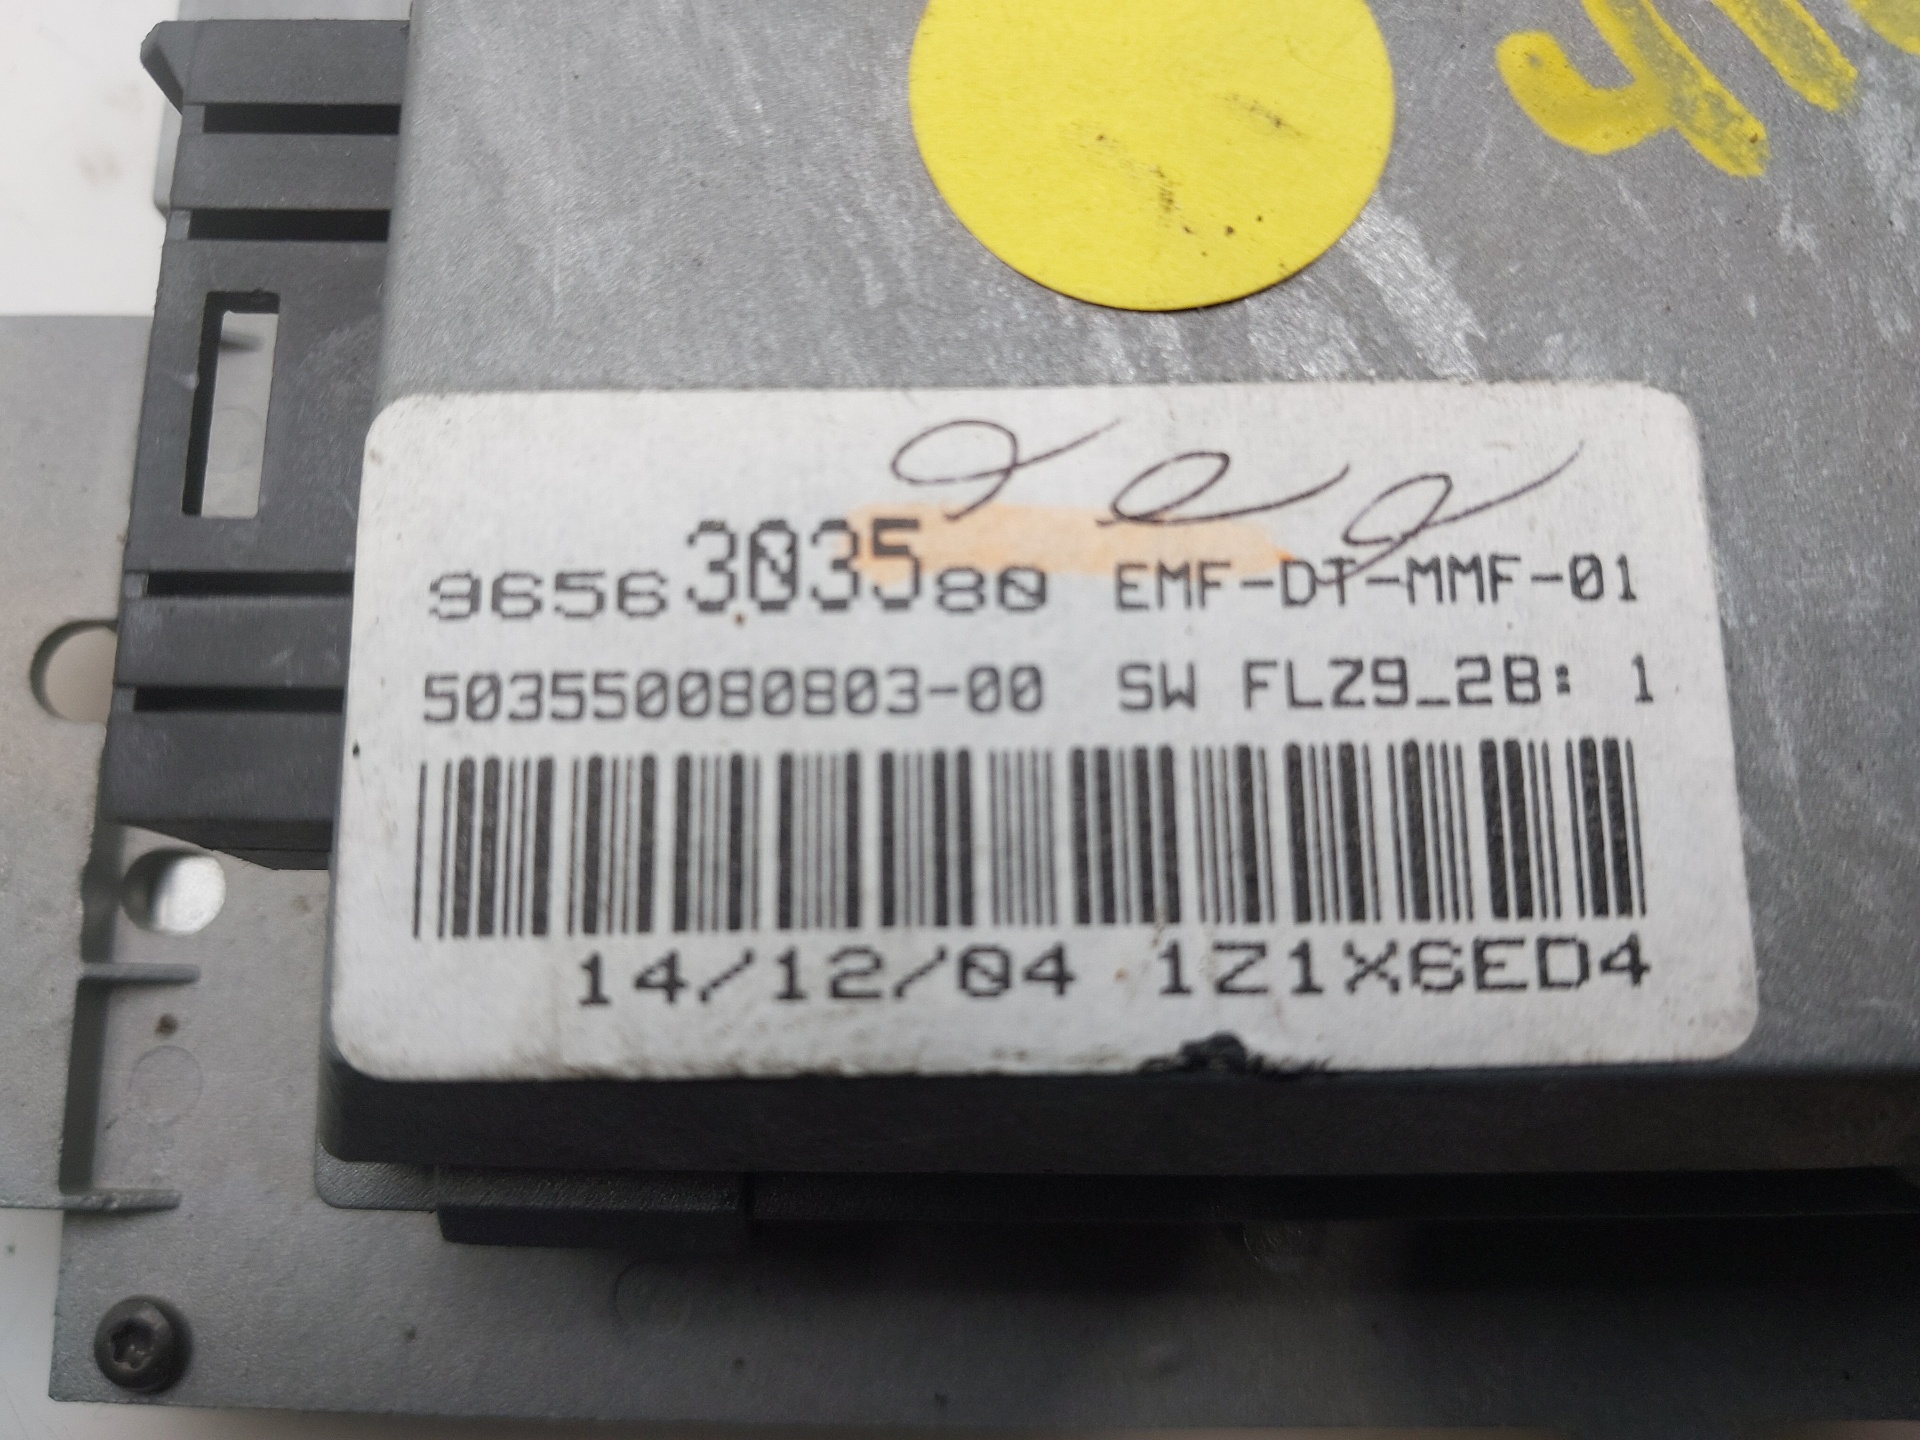 9656303580 EMF-DT-MMF-01
503550080803-00 SW FLZ9_2B: 1
14/12/04 1Z1X6ED4